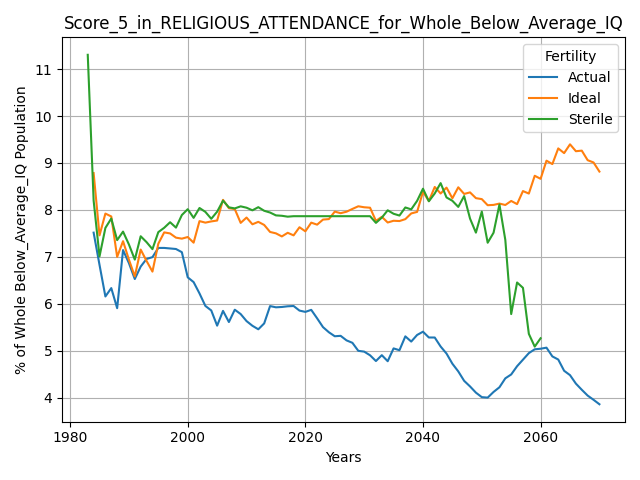 Score_5_in_RELIGIOUS_ATTENDANCE_for_Whole_Below_Average_IQ
% of Whole Below_Average_IQ Population
11
10
9
8
7
6
5
4
Fertility
Actual
Ideal
Sterile
1980 2000 2020 2040 2060
Years